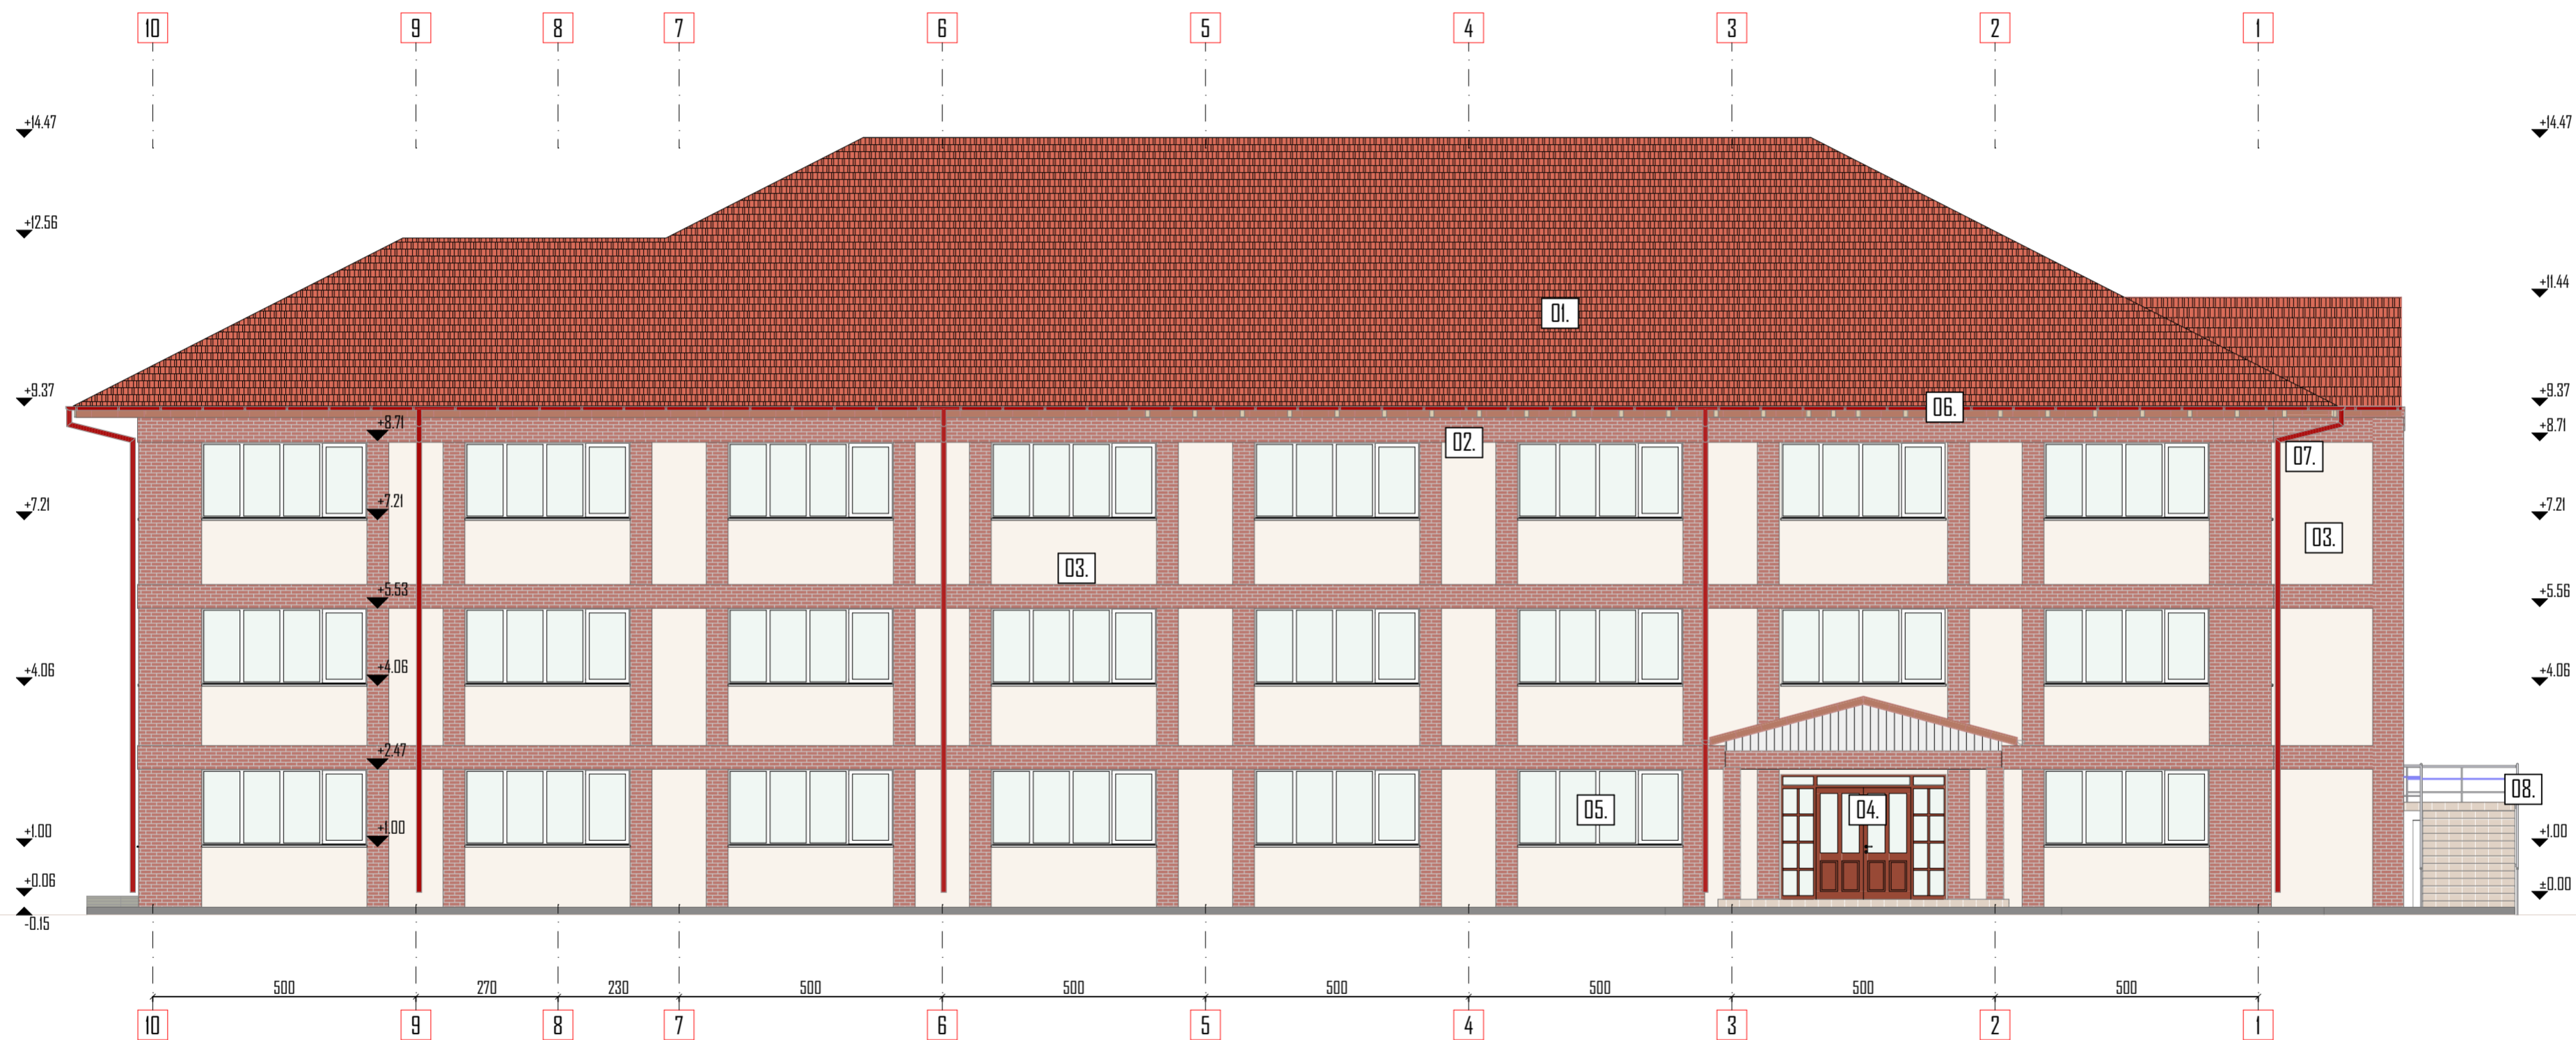 10 9 8 7 6 5 4 3 2 1
+14.47 +14.47
+12.56
+11.44
01.
+9.37 +9.37
06.
+8.71 +8.71
02.
07.
+7.21 +7.21 +7.21
03.
03.
+5.53 +5.56
+4.06 +4.06 +4.06
+2.47
08.
05. 04.
+1.00 +1.00 +1.00
+0.06 ±0.00
-0.15
500 270 230 500 500 500 500 500 500
10 9 8 7 6 5 4 3 2 1